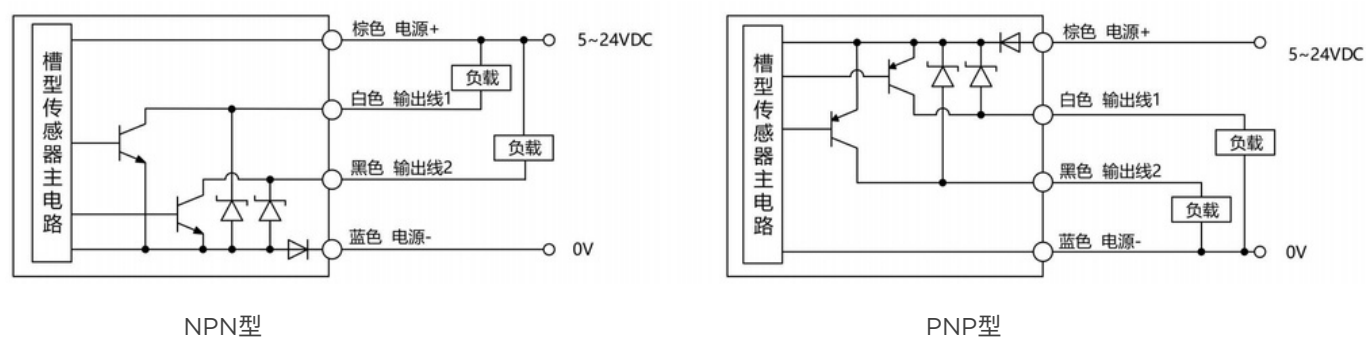 槽型传感器主电路
棕色 电源+
5~24VDC
负载
白色 输出线1
负载
黑色 输出线2
蓝色 电源-
0V
NPN型
槽型传感器主电路
棕色 电源+
5~24VDC
白色 输出线1
负载
黑色 输出线2
负载
蓝色 电源-
0V
PNP型